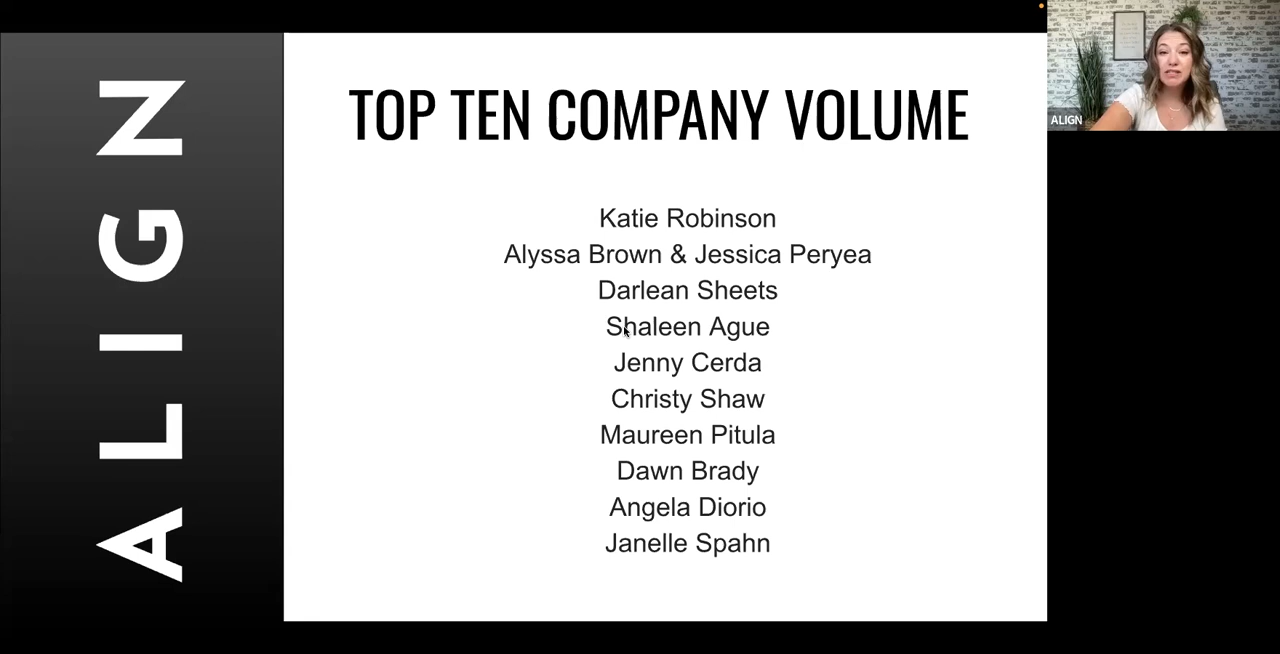 ALIGN
TOP TEN COMPANY VOLUME
Katie Robinson
Alyssa Brown & Jessica Peryea
Darlean Sheets
Shaleen Ague
Jenny Cerda
Christy Shaw
Maureen Pitula
Dawn Brady
Angela Diorio
Janelle Spahn
ALIGN